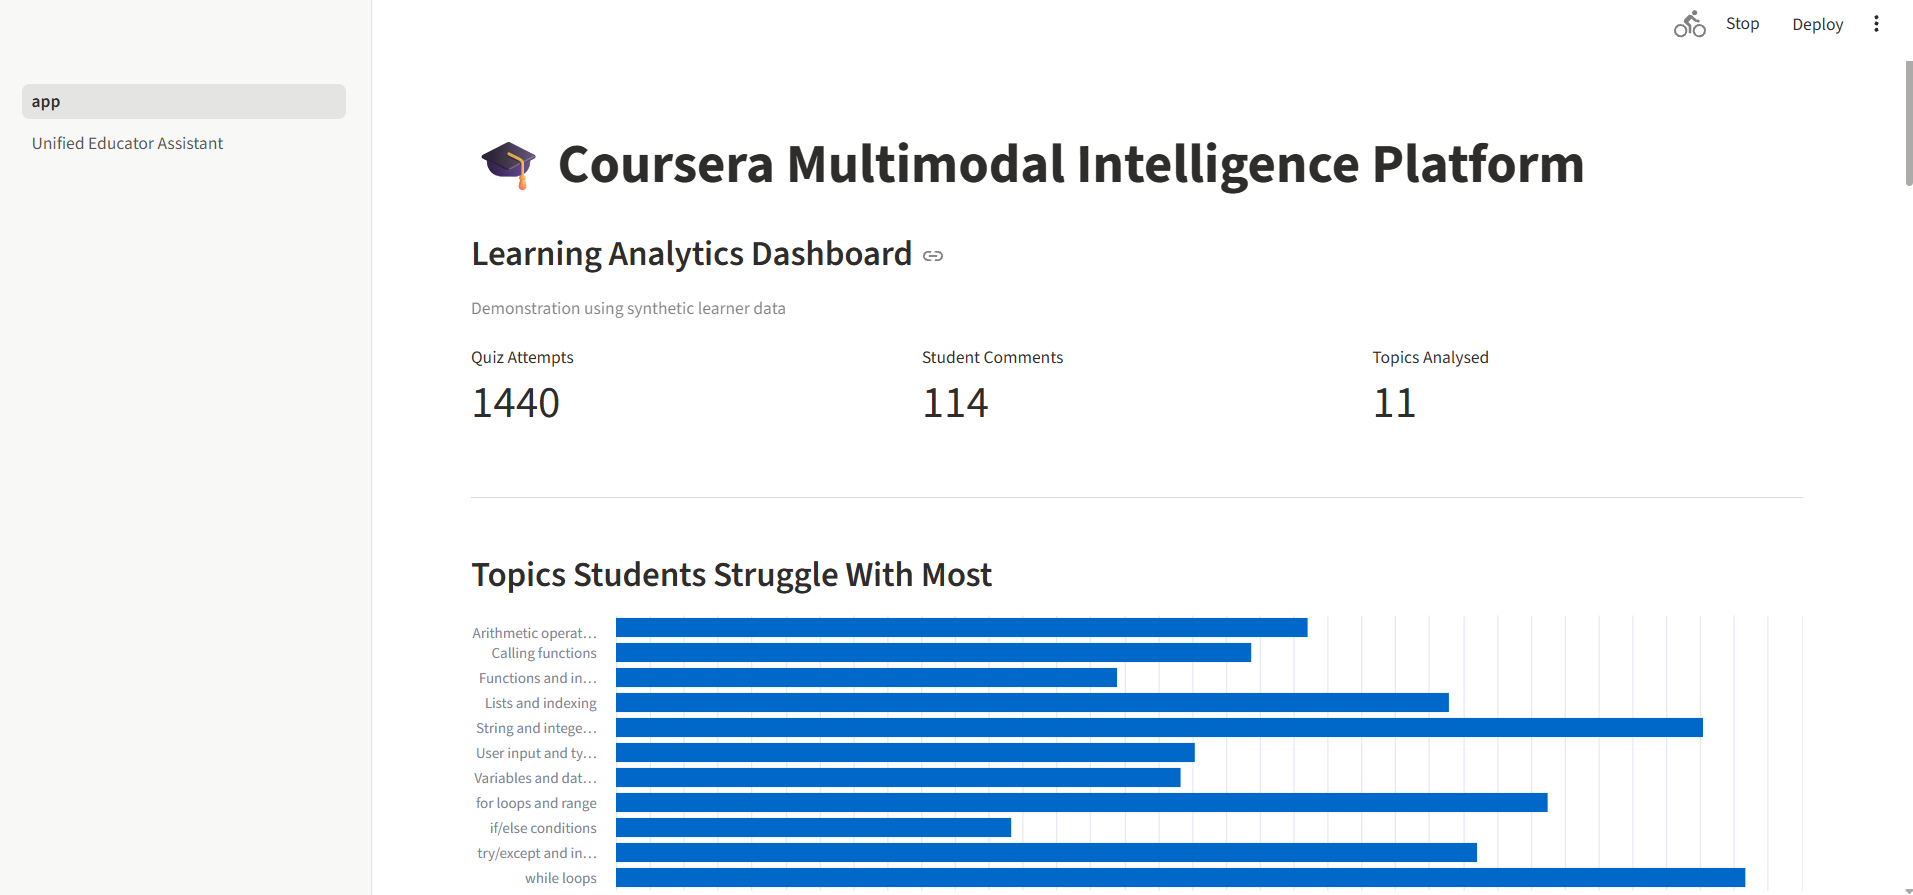 Stop Deploy
app
Unified Educator Assistant
Coursera Multimodal Intelligence Platform
Learning Analytics Dashboard
Demonstration using synthetic learner data
Quiz Attempts
1440
Student Comments
114
Topics Analysed
11
Topics Students Struggle With Most
Arithmetic operat…
Calling functions
Functions and in…
Lists and indexing
String and intege…
User input and ty…
Variables and dat…
for loops and range
if/else conditions
try/except and in…
while loops